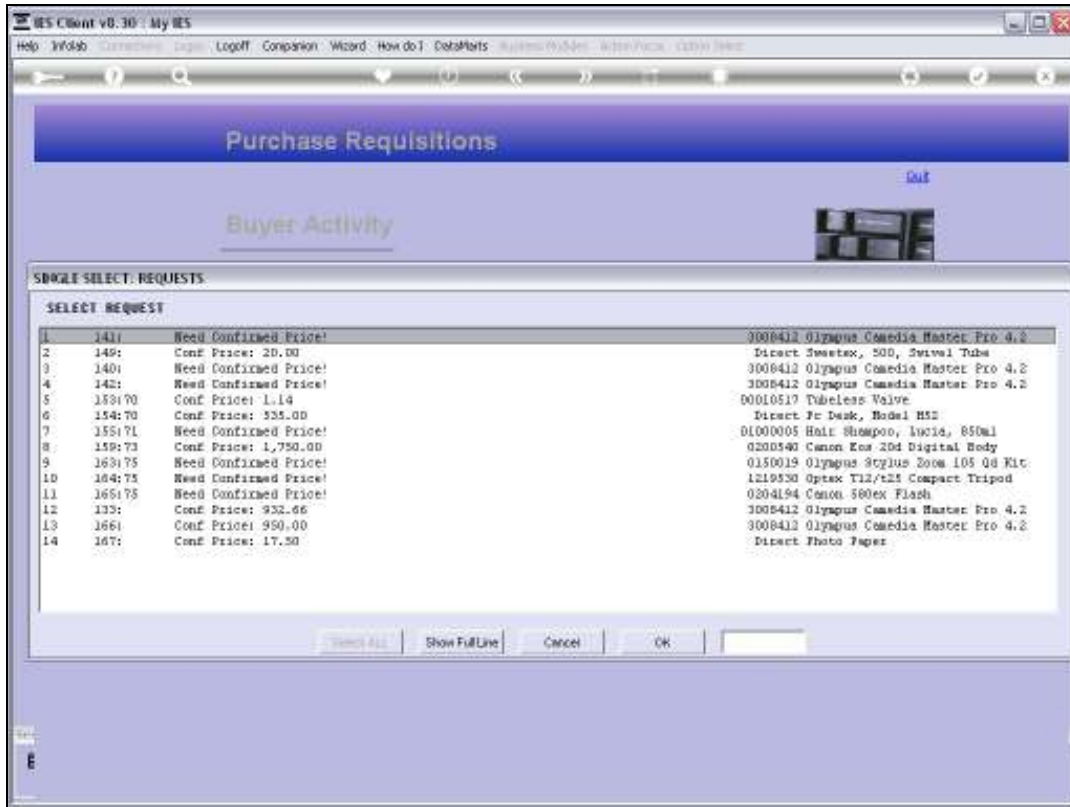 IES Client v8.30 : My IES
Help Infolab Logoff Companion Wizard How do I DataMarts
Purchase Requisitions
Quit
Buyer Activity
SINGLE SELECT: REQUESTS
SELECT REQUEST
1 141: Need Confirmed Price! 3008412 Olympus Camedia Master Pro 4.2
2 149: Conf Price: 20.00 Direct Sweetex, 500, Swivel Tube
3 140: Need Confirmed Price! 3008412 Olympus Camedia Master Pro 4.2
4 142: Need Confirmed Price! 3008412 Olympus Camedia Master Pro 4.2
5 153:70 Conf Price: 1.14 00010517 Tubeless Valve
6 154:70 Conf Price: 535.00 Direct Pc Desk, Model H52
7 155:71 Need Confirmed Price! 01000005 Hair Shampoo, Lucia, 850ml
8 159:73 Conf Price: 1,750.00 0200540 Canon Eos 20d Digital Body
9 163:75 Need Confirmed Price! 0150019 Olympus Stylus Zoom 105 Qd Kit
10 164:75 Need Confirmed Price! 1219530 Optex T12/t25 Compact Tripod
11 165:75 Need Confirmed Price! 0204194 Canon 580ex Flash
12 133: Conf Price: 932.66 3008412 Olympus Camedia Master Pro 4.2
13 166: Conf Price: 950.00 3008412 Olympus Camedia Master Pro 4.2
14 167: Conf Price: 17.50 Direct Photo Paper
Select ALL Show Full Line Cancel OK